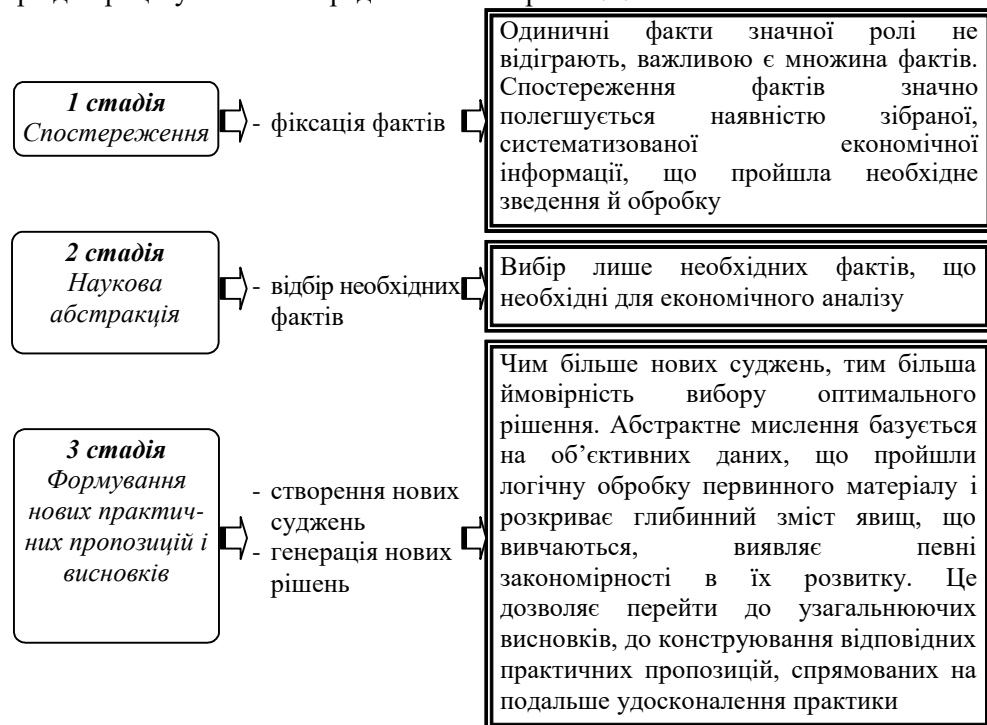 Одиничні факти значної ролі не
відіграють, важливою є множина фактів.
Спостереження фактів значно
полегшується наявністю зібраної,
систематизованої економічної
інформації, що пройшла необхідне
зведення й обробку
1 стадія
Спостереження
- фіксація фактів
2 стадія
Наукова
абстракція
- відбір необхідних
фактів
Вибір лише необхідних фактів, що
необхідні для економічного аналізу
3 стадія
Формування
нових практич-
них пропозицій і
висновків
- створення нових
суджень
- генерація нових
рішень
Чим більше нових суджень, тим більша
ймовірність вибору оптимального
рішення. Абстрактне мислення базується
на об’єктивних даних, що пройшли
логічну обробку первинного матеріалу і
розкриває глибинний зміст явищ, що
вивчаються, виявляє певні
закономірності в їх розвитку. Це
дозволяє перейти до узагальнюючих
висновків, до конструювання відповідних
практичних пропозицій, спрямованих на
подальше удосконалення практики